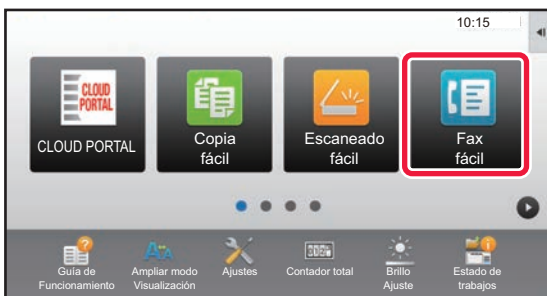 10:15
CLOUD
PORTAL
CLOUD PORTAL
Copia
fácil
Escaneado
fácil
Fax
fácil
Guía de
Funcionamiento
Ampliar modo
Visualización
Ajustes
Contador total
Brillo
Ajuste
Estado de
trabajos